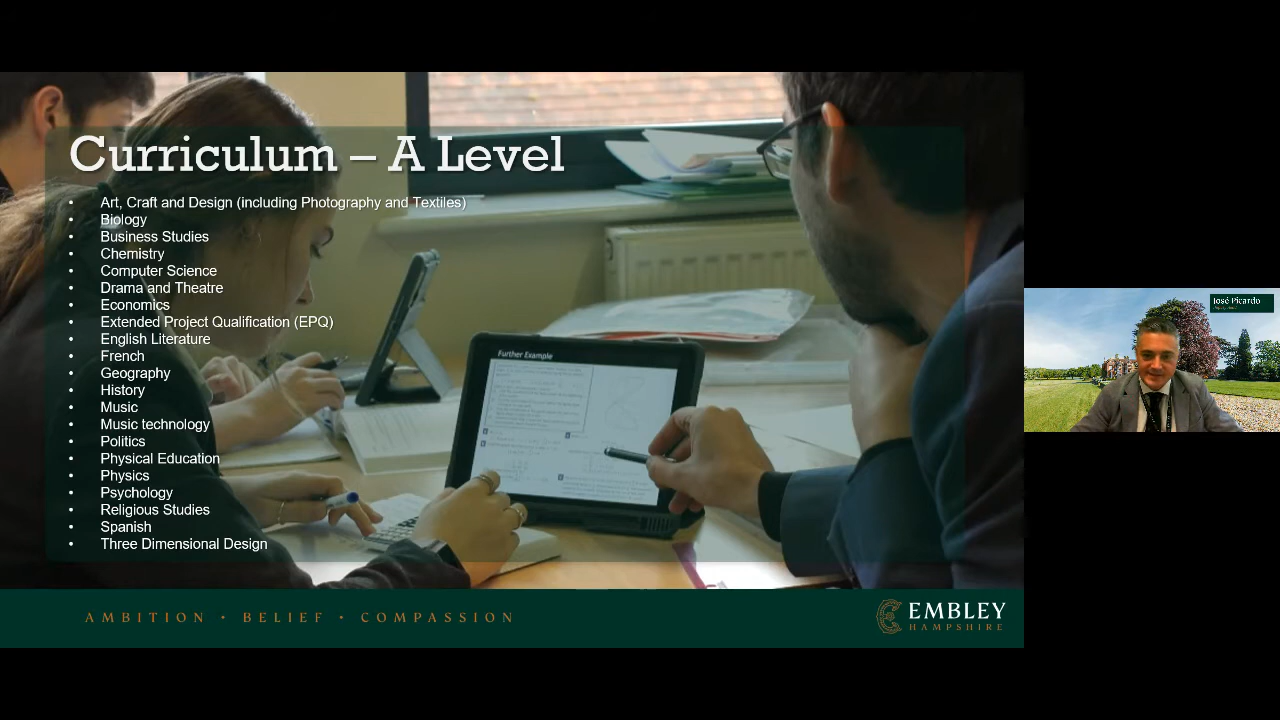 Curriculum – A Level
• Art, Craft and Design (including Photography and Textiles)
• Biology
• Business Studies
• Chemistry
• Computer Science
• Drama and Theatre
• Economics
• Extended Project Qualification (EPQ)
• English Literature
• French
• Geography
• History
• Music
• Music technology
• Politics
• Physical Education
• Physics
• Psychology
• Religious Studies
• Spanish
• Three Dimensional Design
Further Example
José Picardo
AMBITION • BELIEF • COMPASSION
EMBLEY
HAMPSHIRE